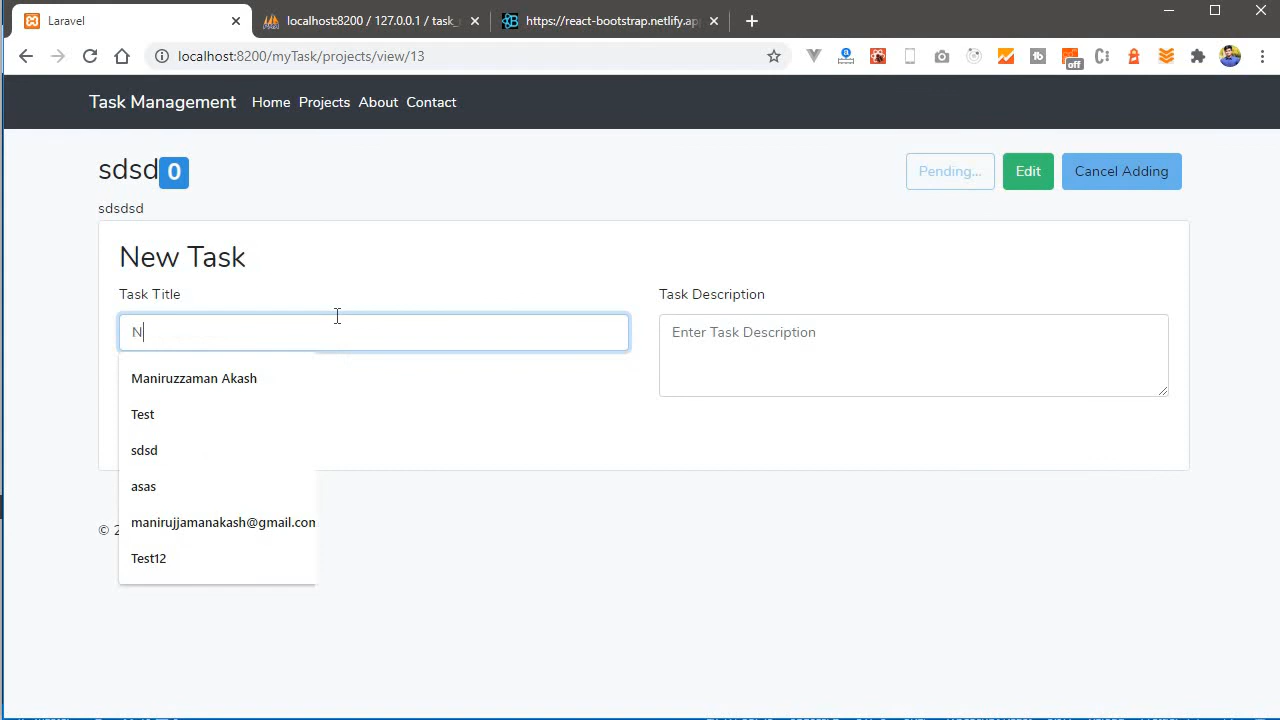 Laravel
localhost:8200 / 127.0.0.1 / task_
https://react-bootstrap.netlify.ap
localhost:8200/myTask/projects/view/13
off
Task Management Home Projects About Contact
sdsd 0
Pending... Edit Cancel Adding
sdsdsd
New Task
Task Title
Task Description
N
Enter Task Description
Maniruzzaman Akash
Test
sdsd
asas
manirujjamanakash@gmail.com
Test12
© 2